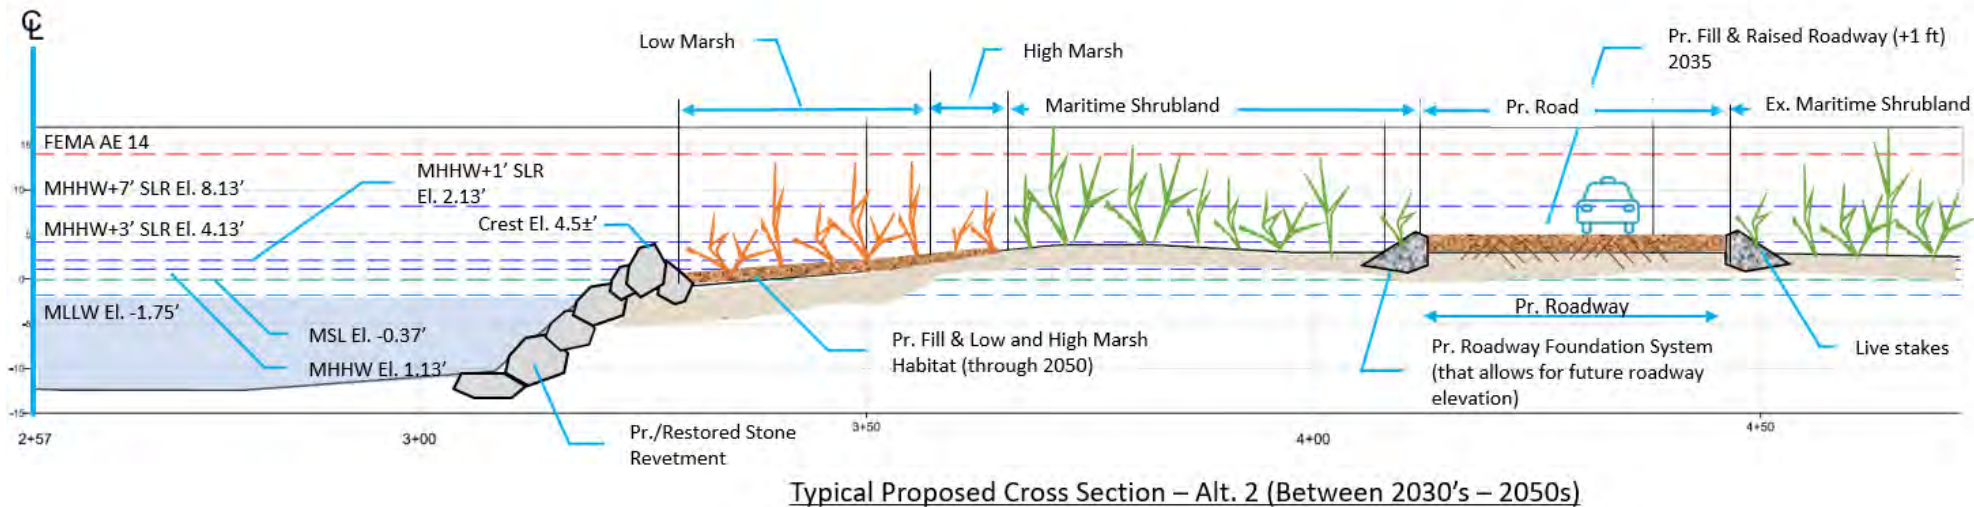 ℄
Low Marsh
High Marsh
Pr. Fill & Raised Roadway (+1 ft)
2035
Maritime Shrubland
Pr. Road
Ex. Maritime Shrubland
FEMA AE 14
MHHW+1' SLR
El. 2.13'
MHHW+7' SLR El. 8.13'
10
Crest El. 4.5±'
MHHW+3' SLR El. 4.13'
0
MLLW El. -1.75'
MSL El. -0.37'
MHHW El. 1.13'
-10
-15
Pr. Fill & Low and High Marsh
Habitat (through 2050)
Pr. Roadway
Pr. Roadway Foundation System
(that allows for future roadway
elevation)
Live stakes
Pr./Restored Stone
Revetment
2+57
3+00
3+50
4+00
4+50
Typical Proposed Cross Section – Alt. 2 (Between 2030's – 2050s)